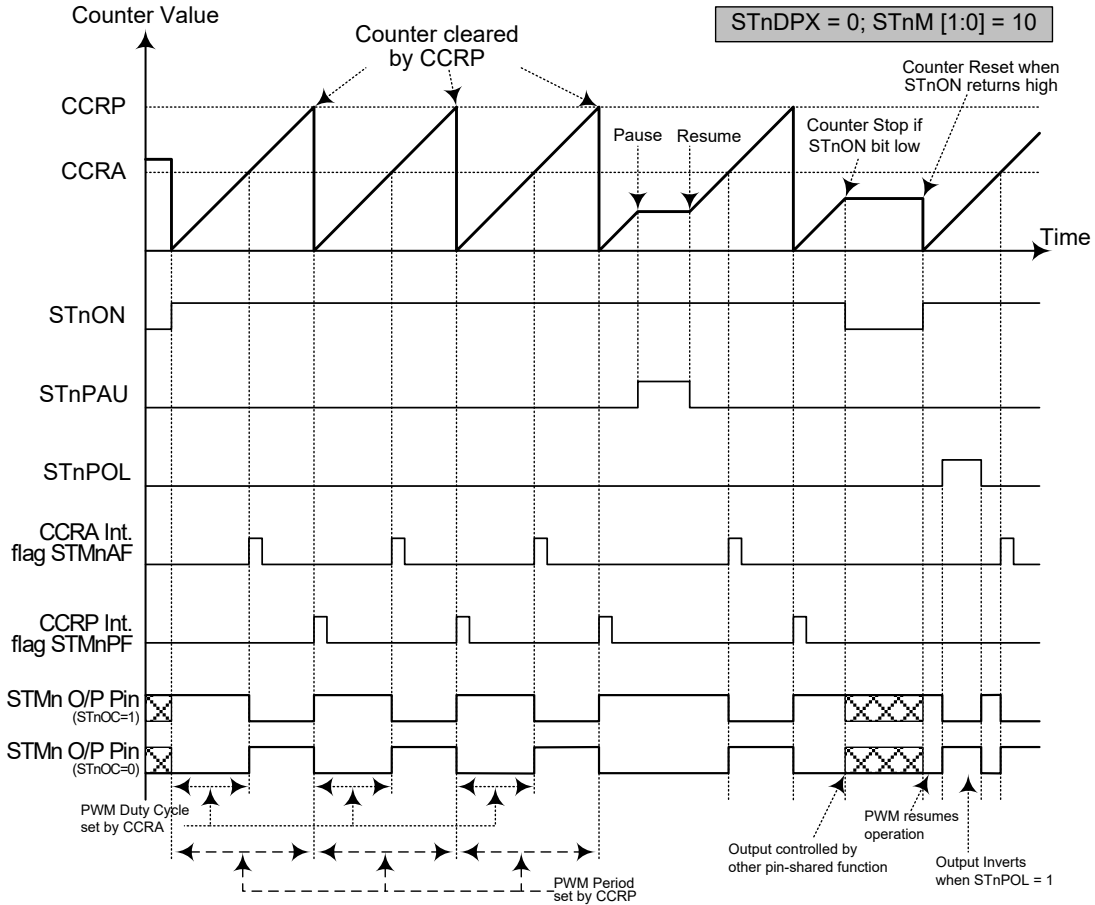 Counter Value
STnDPX = 0; STnM [1:0] = 10
Counter cleared
by CCRP
Counter Reset when
STnON returns high
CCRP
Pause
Resume
Counter Stop if
STnON bit low
CCRA
Time
STnON
STnPAU
STnPOL
CCRA Int.
flag STMnAF
CCRP Int.
flag STMnPF
STMn O/P Pin
(STnOC=1)
STMn O/P Pin
(STnOC=0)
PWM Duty Cycle
set by CCRA
PWM resumes
operation
Output controlled by
other pin-shared function
Output Inverts
when STnPOL = 1
PWM Period
set by CCRP